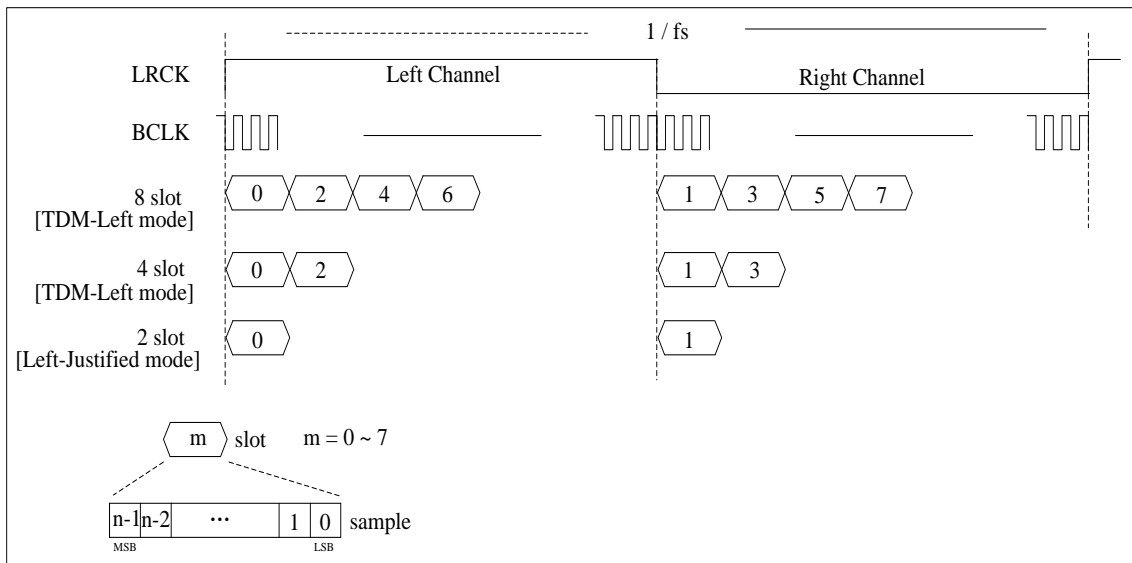 1 / fs
LRCK
Left Channel
Right Channel
BCLK
8 slot
[TDM-Left mode]
0 2 4 6 1 3 5 7
4 slot
[TDM-Left mode]
0 2 1 3
2 slot
[Left-Justified mode]
0 1
m slot m = 0 ~ 7
n-1 n-2 ... 1 0 sample
MSB LSB